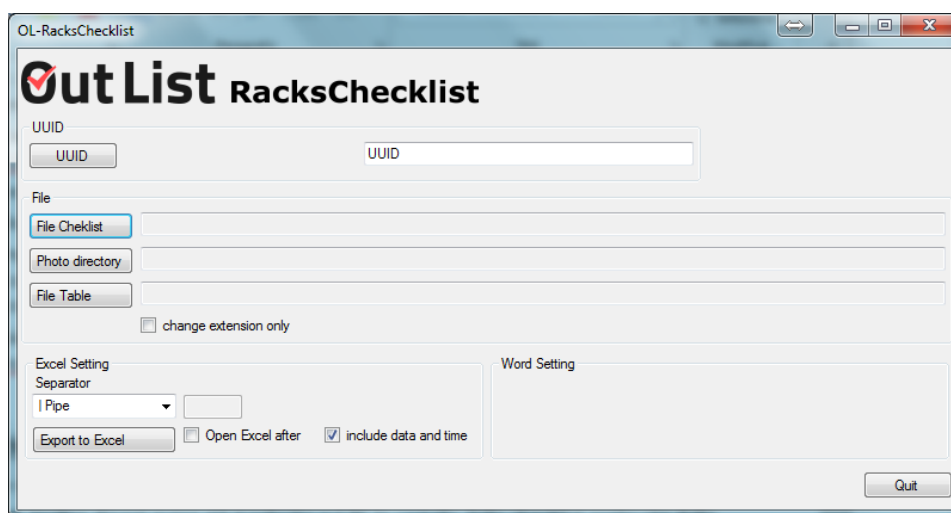 OL-RacksChecklist
Out List RacksChecklist
UUID
UUID UUID
File
File Cheklist
Photo directory
File Table
change extension only
Excel Setting
Separator
| Pipe
Export to Excel Open Excel after include data and time
Word Setting
Quit